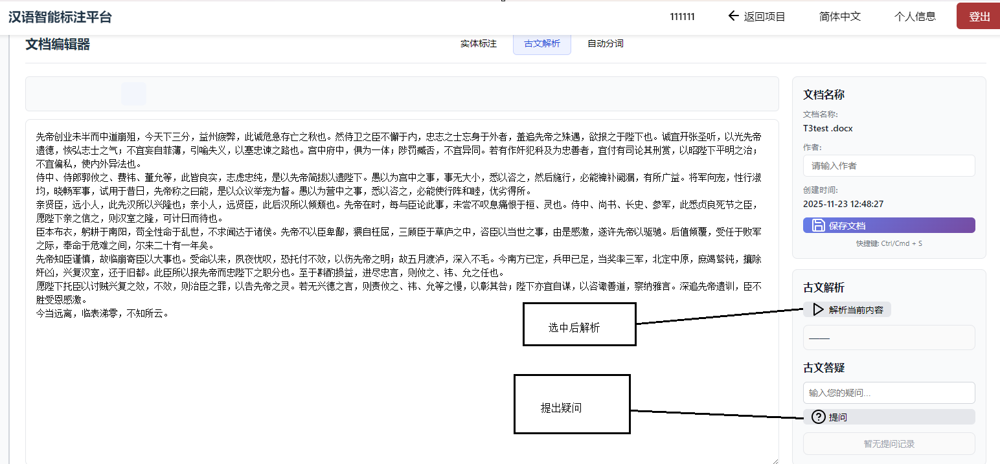 汉语智能标注平台
111111
返回项目
简体中文
个人信息
登出
文档编辑器
实体标注
古文解析
自动分词
先帝创业未半而中道崩殂，今天下三分，益州疲弊，此诚危急存亡之秋也。然侍卫之臣不懈于内，忠志之士忘身于外者，盖追先帝之殊遇，欲报之于陛下也。诚宜开张圣听，以光先帝
遗德，恢弘志士之气；不宜妄自菲薄，引喻失义，以塞忠谏之路也。宫中府中，俱为一体；陟罚臧否，不宜异同。若有作奸犯科及为忠善者，宜付有司论其刑赏，以昭陛下平明之治；
不宜偏私，使内外异法也。
侍中、侍郎郭攸之、费祎、董允等，此皆良实，志虑忠纯，是以先帝简拔以遗陛下。愚以为宫中之事，事无大小，悉以咨之，然后施行，必能裨补阙漏，有所广益。将军向宠，性行淑
均，晓畅军事，试用于昔日，先帝称之曰能，是以众议举宠为督。愚以为营中之事，悉以咨之，必能使行阵和睦，优劣得所。
亲贤臣，远小人，此先汉所以兴隆也；亲小人，远贤臣，此后汉所以倾颓也。先帝在时，每与臣论此事，未尝不叹息痛恨于桓、灵也。侍中、尚书、长史、参军，此悉贞良死节之臣，
愿陛下亲之信之，则汉室之隆，可计日而待也。
臣本布衣，躬耕于南阳，苟全性命于乱世，不求闻达于诸侯。先帝不以臣卑鄙，猥自枉屈，三顾臣于草庐之中，咨臣以当世之事，由是感激，遂许先帝以驱驰。后值倾覆，受任于败军
之际，奉命于危难之间，尔来二十有一年矣。
先帝知臣谨慎，故临崩寄臣以大事也。受命以来，夙夜忧叹，恐托付不效，以伤先帝之明；故五月渡泸，深入不毛。今南方已定，兵甲已足，当奖率三军，北定中原，庶竭驽钝，攘除
奸凶，兴复汉室，还于旧都。此臣所以报先帝而忠陛下之职分也。至于斟酌损益，进尽忠言，则攸之、祎、允之任也。
愿陛下托臣以讨贼兴复之效，不效，则治臣之罪，以告先帝之灵。若无兴德之言，则责攸之、祎、允等之慢，以彰其咎；陛下亦宜自谋，以咨诹善道，察纳雅言。深追先帝遗训，臣不
胜受恩感激。
今当远离，临表涕零，不知所云。
选中后解析
提出疑问
文档名称
文档名称:
T3test .docx
作者:
请输入作者
创建时间:
2025-11-23 12:48:27
保存文档
快捷键: Ctrl/Cmd + S
古文解析
解析当前内容
——
古文答疑
输入您的疑问...
提问
暂无提问记录